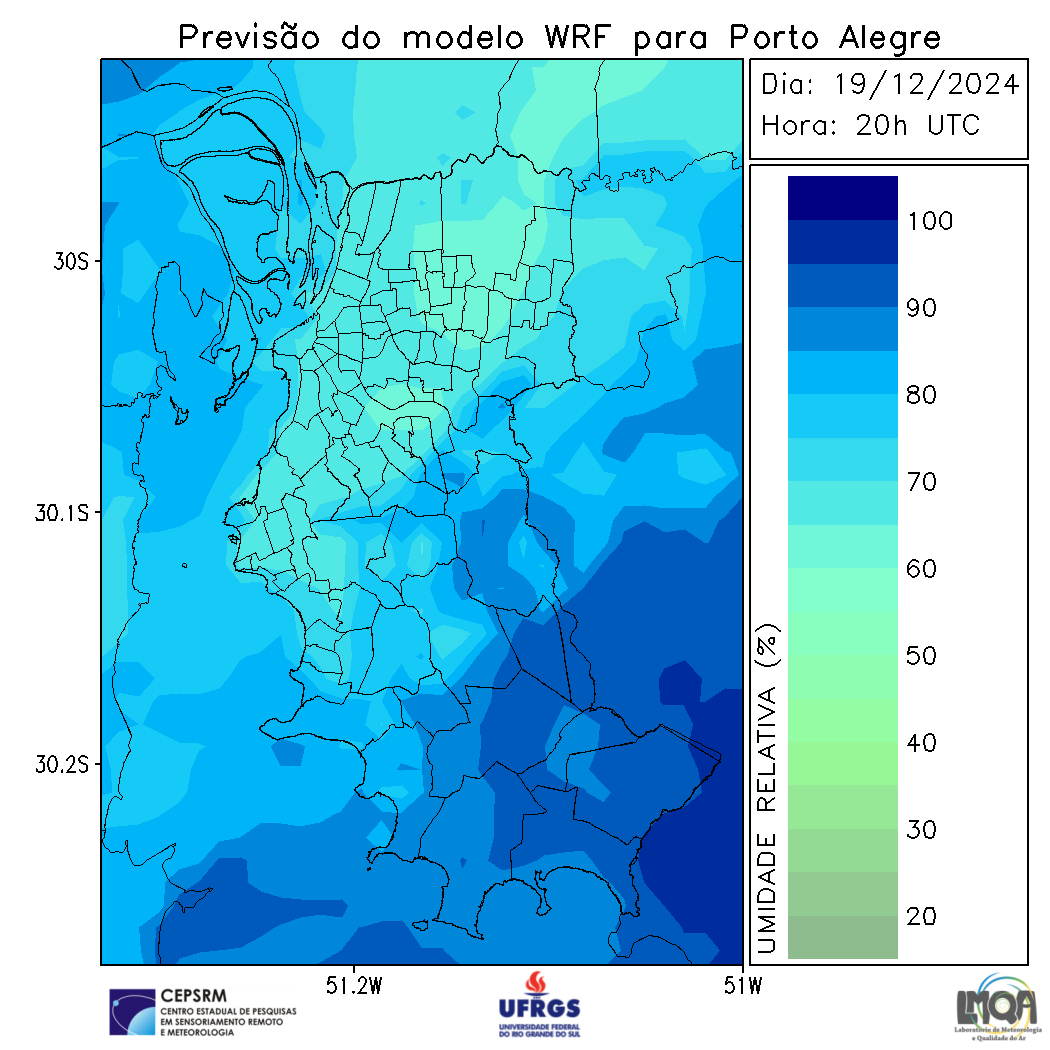 Previsão do modelo WRF para Porto Alegre
Dia: 19/12/2024
Hora: 20h UTC
30S
30.1S
30.2S
51.2W
51W
100
90
80
70
60
50
40
30
20
UMIDADE RELATIVA (%)
CEPSRM
CENTRO ESTADUAL DE PESQUISAS
EM SENSORIAMENTO REMOTO
E METEOROLOGIA
UFRGS
UNIVERSIDADE FEDERAL
DO RIO GRANDE DO SUL
LMQA
Laboratório de Meteorologia
e Qualidade do Ar